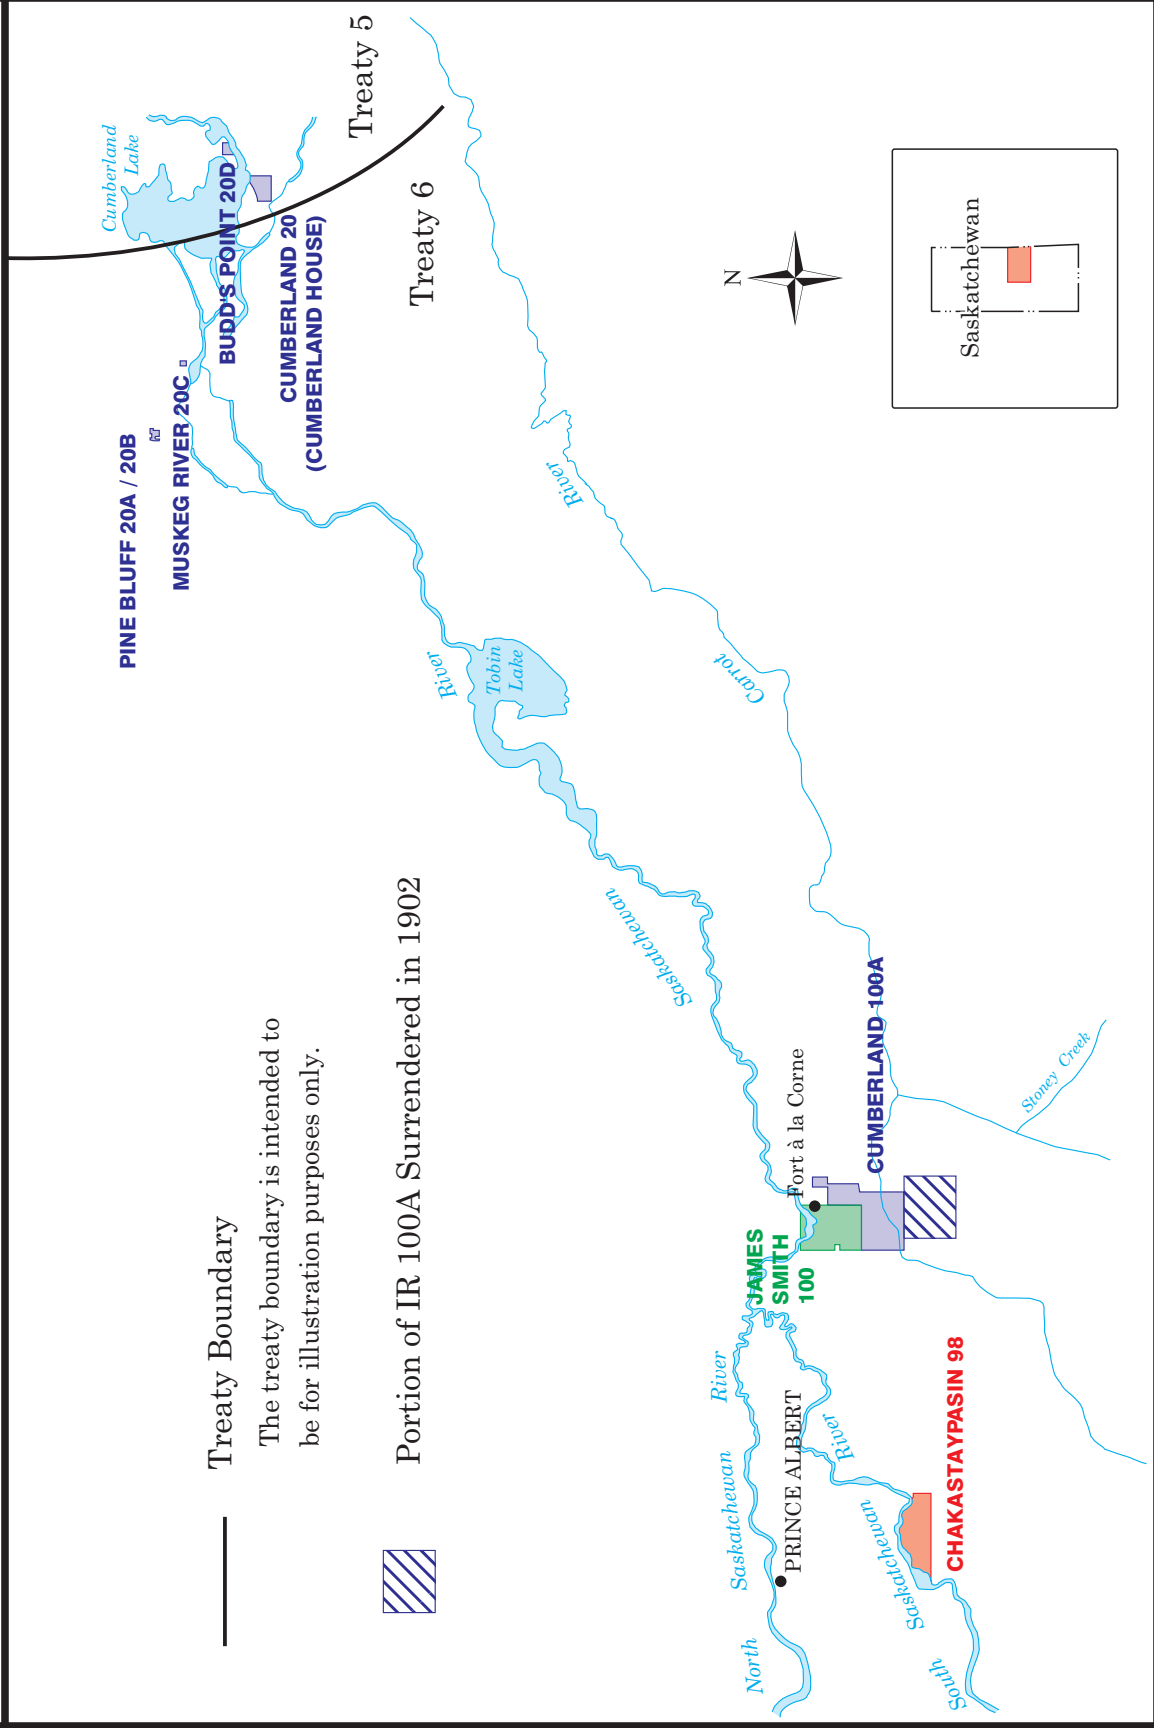 Treaty Boundary
The treaty boundary is intended to
be for illustration purposes only.
Portion of IR 100A Surrendered in 1902
PINE BLUFF 20A / 20B
MUSKEG RIVER 20C
Cumberland
Lake
BUDD'S POINT 20D
CUMBERLAND 20
(CUMBERLAND HOUSE)
Treaty 5
Treaty 6
River
Tobin
Lake
Saskatchewan
River
Carrot
N
Saskatchewan
North
Saskatchewan
River
PRINCE ALBERT
JAMES
SMITH
100
Fort à la Corne
CUMBERLAND 100A
Stoney Creek
South
Saskatchewan
Saskatchewan
River
CHAKASTAYPASIN 98